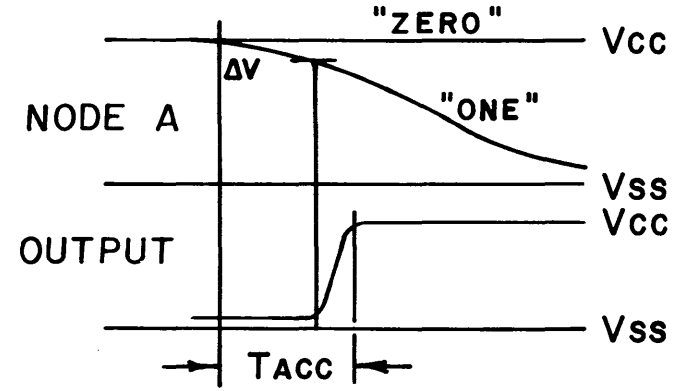 "ZERO"
VCC
ΔV
"ONE"
NODE A
VSS
VCC
OUTPUT
VSS
TACC